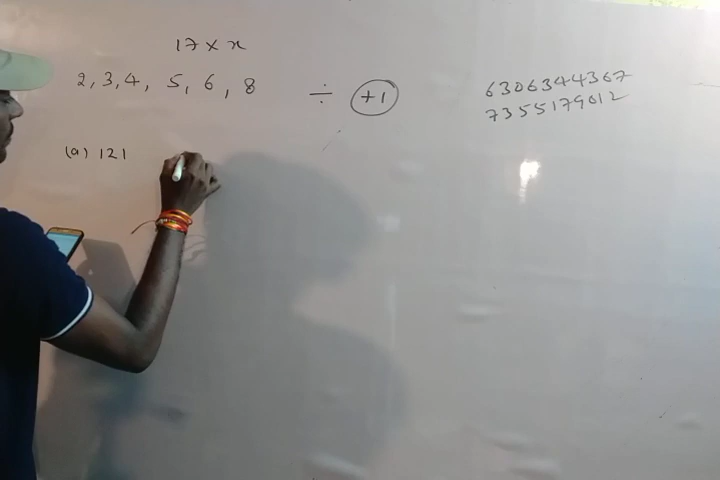 17 × x
2, 3, 4, 5, 6, 8 ÷ +1
6306344367
7355179012
(a) 121